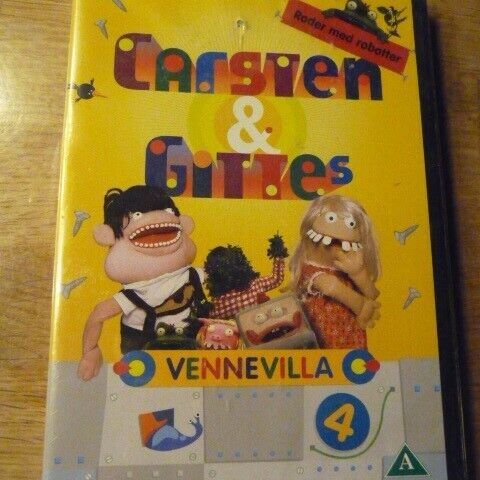 Roder med robotter
Carsten
&
Gittes
VENNEVILLA
4
A